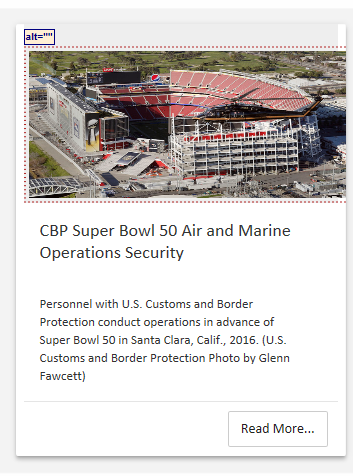 alt=""
CBP Super Bowl 50 Air and Marine
Operations Security
Personnel with U.S. Customs and Border
Protection conduct operations in advance of
Super Bowl 50 in Santa Clara, Calif., 2016. (U.S.
Customs and Border Protection Photo by Glenn
Fawcett)
Read More...